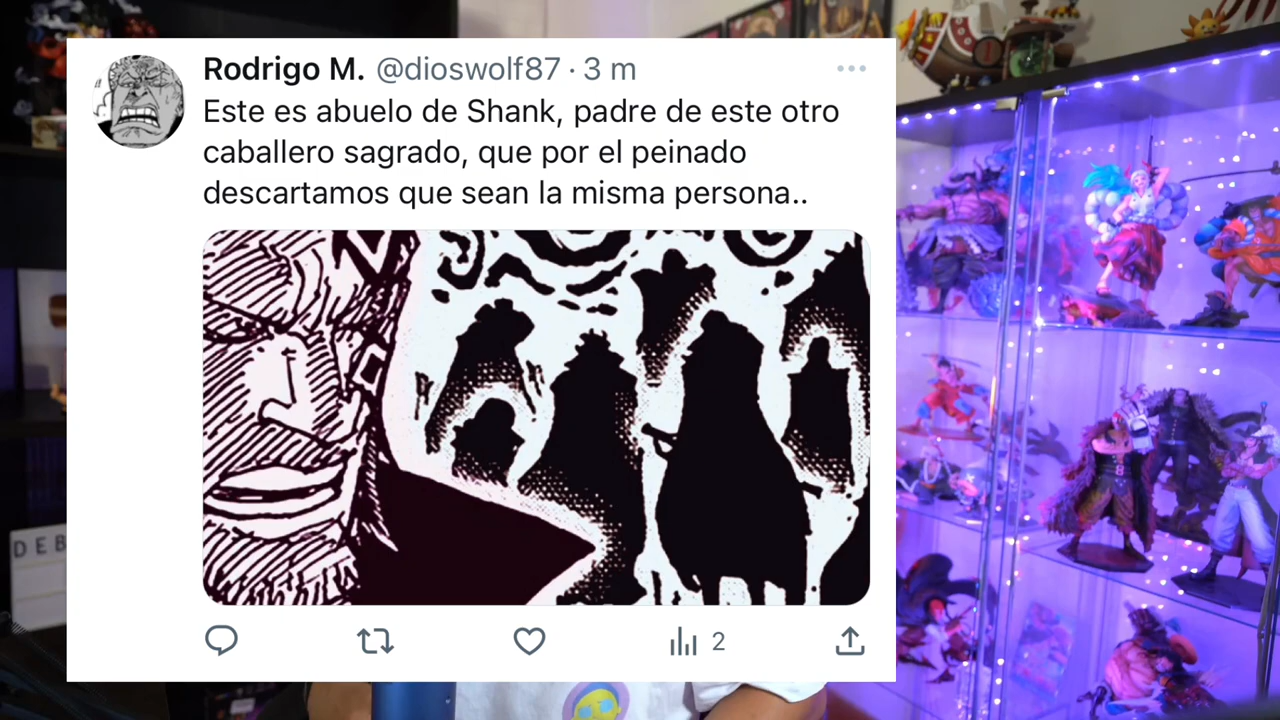 Rodrigo M. @dioswolf87 · 3 m
Este es abuelo de Shank, padre de este otro
caballero sagrado, que por el peinado
descartamos que sean la misma persona..
2
DEB